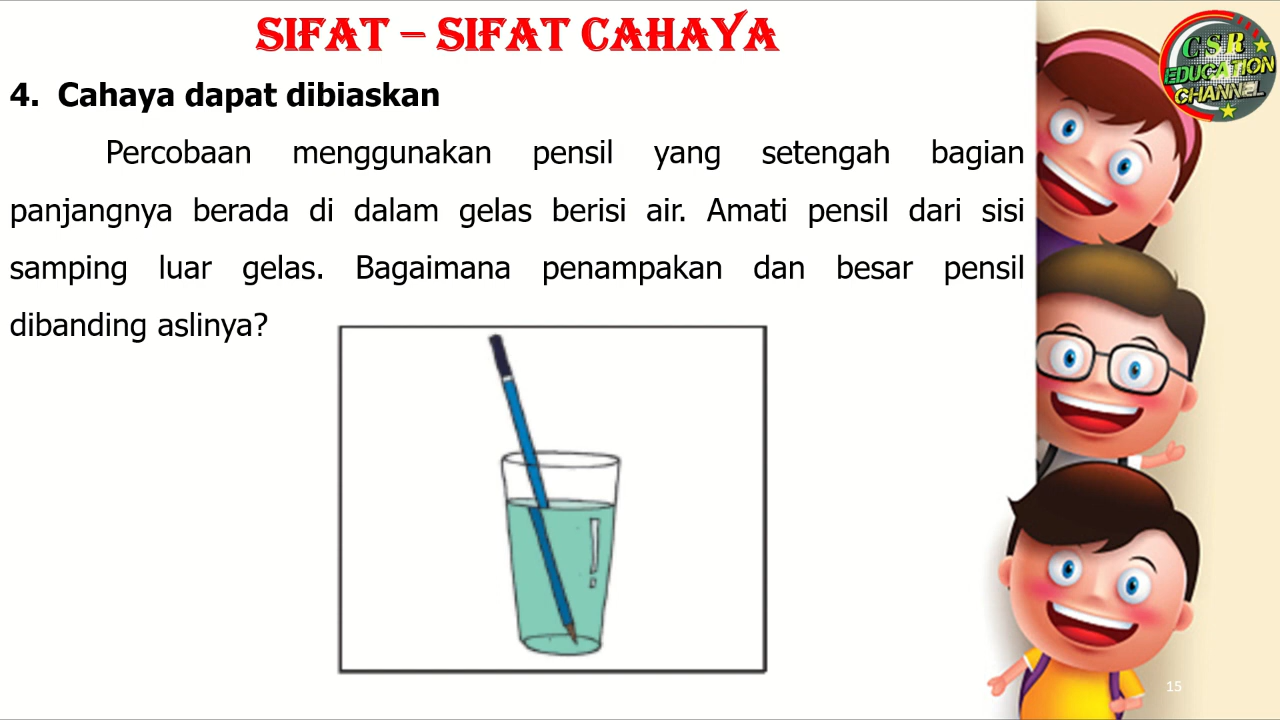 SIFAT – SIFAT CAHAYA
4. Cahaya dapat dibiaskan
Percobaan menggunakan pensil yang setengah bagian
panjangnya berada di dalam gelas berisi air. Amati pensil dari sisi
samping luar gelas. Bagaimana penampakan dan besar pensil
dibanding aslinya?
CSR
EDUCATION
CHANNEL
15